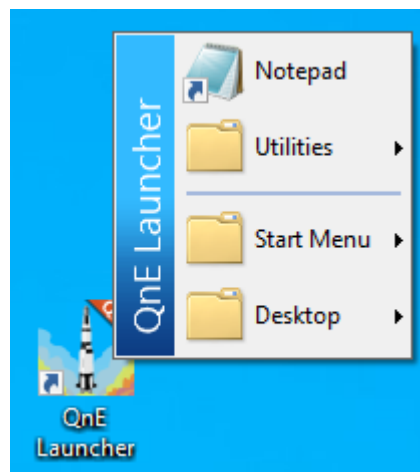 QnE Launcher
Notepad
Utilities
Start Menu
Desktop
QnE
Launcher